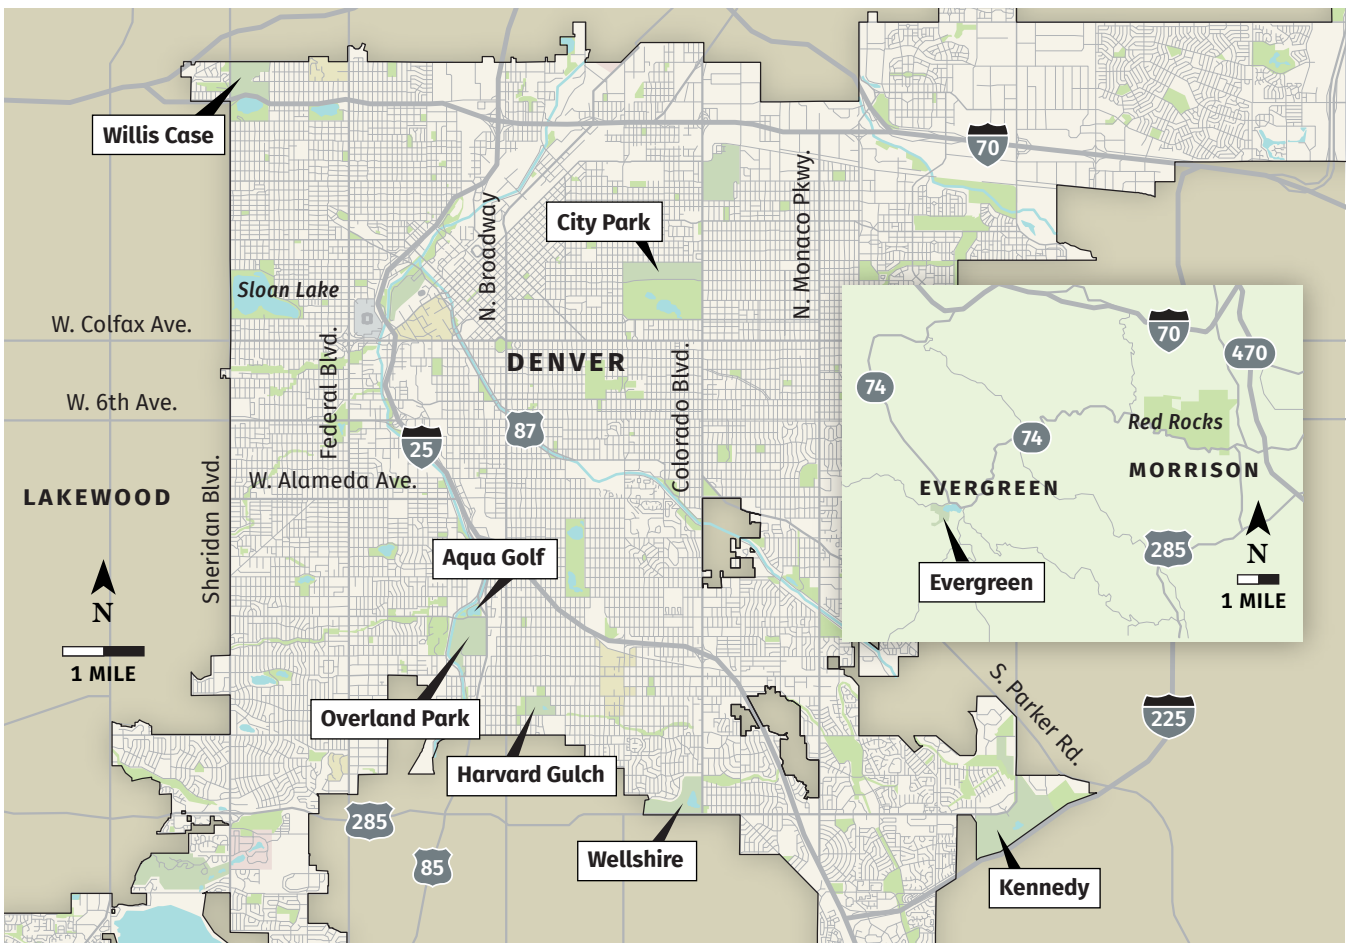 Willis Case
70
City Park
N. Broadway
N. Monaco Pkwy.
Sloan Lake
W. Colfax Ave.
Federal Blvd.
DENVER
Colorado Blvd.
W. 6th Ave.
87
25
W. Alameda Ave.
LAKEWOOD
Sheridan Blvd.
Aqua Golf
N
1 MILE
Overland Park
Harvard Gulch
Wellshire
Kennedy
S. Parker Rd.
225
285
85
70
470
74
74
Red Rocks
MORRISON
EVERGREEN
285
Evergreen
N
1 MILE